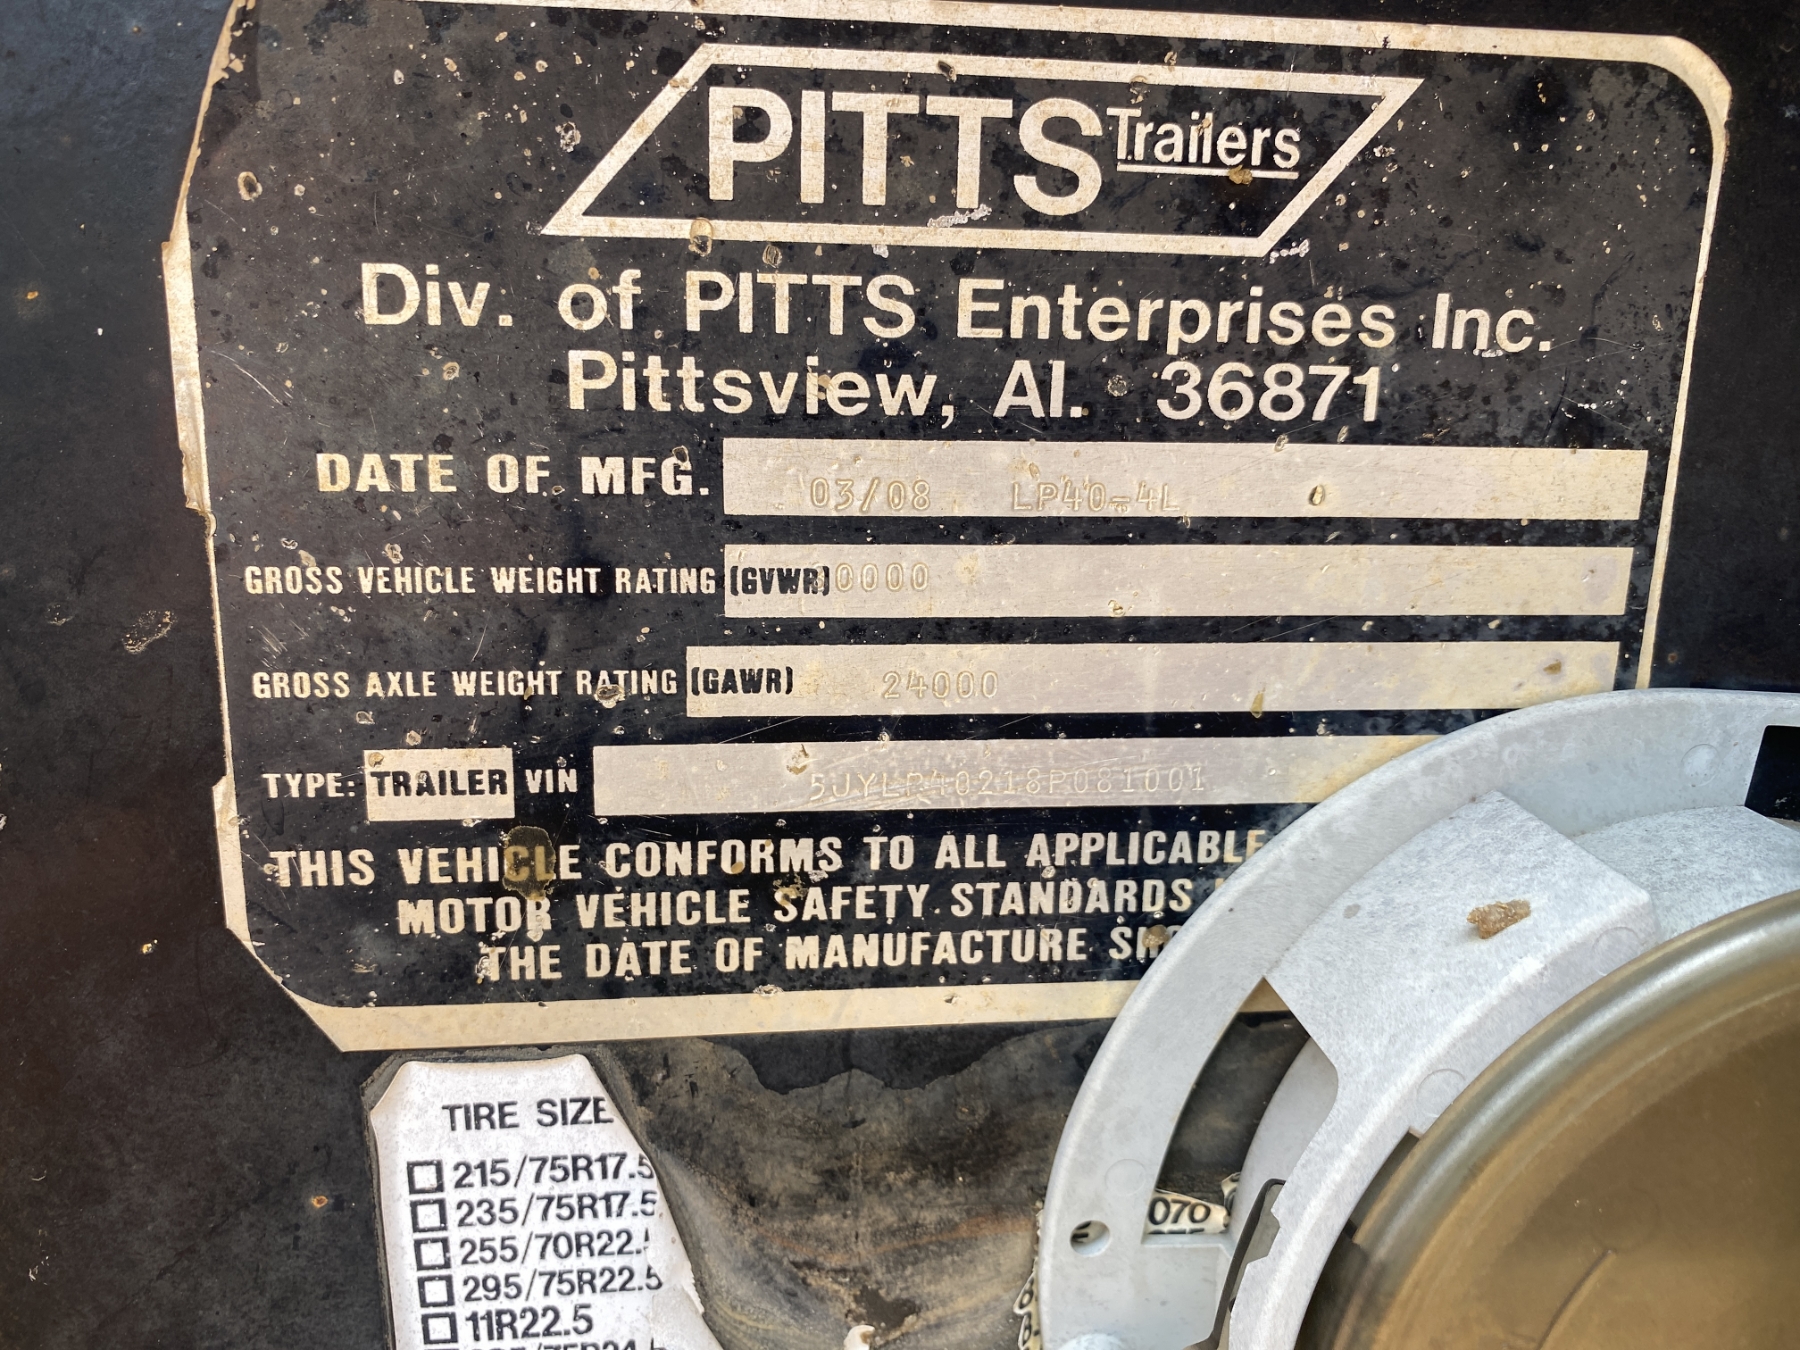 PITTS Trailers
Div. of PITTS Enterprises Inc.
Pittsview, Al. 36871
DATE OF MFG. 03/08 LP40-4L
GROSS VEHICLE WEIGHT RATING (GVWR) 0000
GROSS AXLE WEIGHT RATING (GAWR) 24000
TYPE: TRAILER VIN 5JYLP40218P081001
THIS VEHICLE CONFORMS TO ALL APPLICABLE
MOTOR VEHICLE SAFETY STANDARDS
THE DATE OF MANUFACTURE
TIRE SIZE
215/75R17.5
235/75R17.5
255/70R22.
295/75R22.5
11R22.5
070